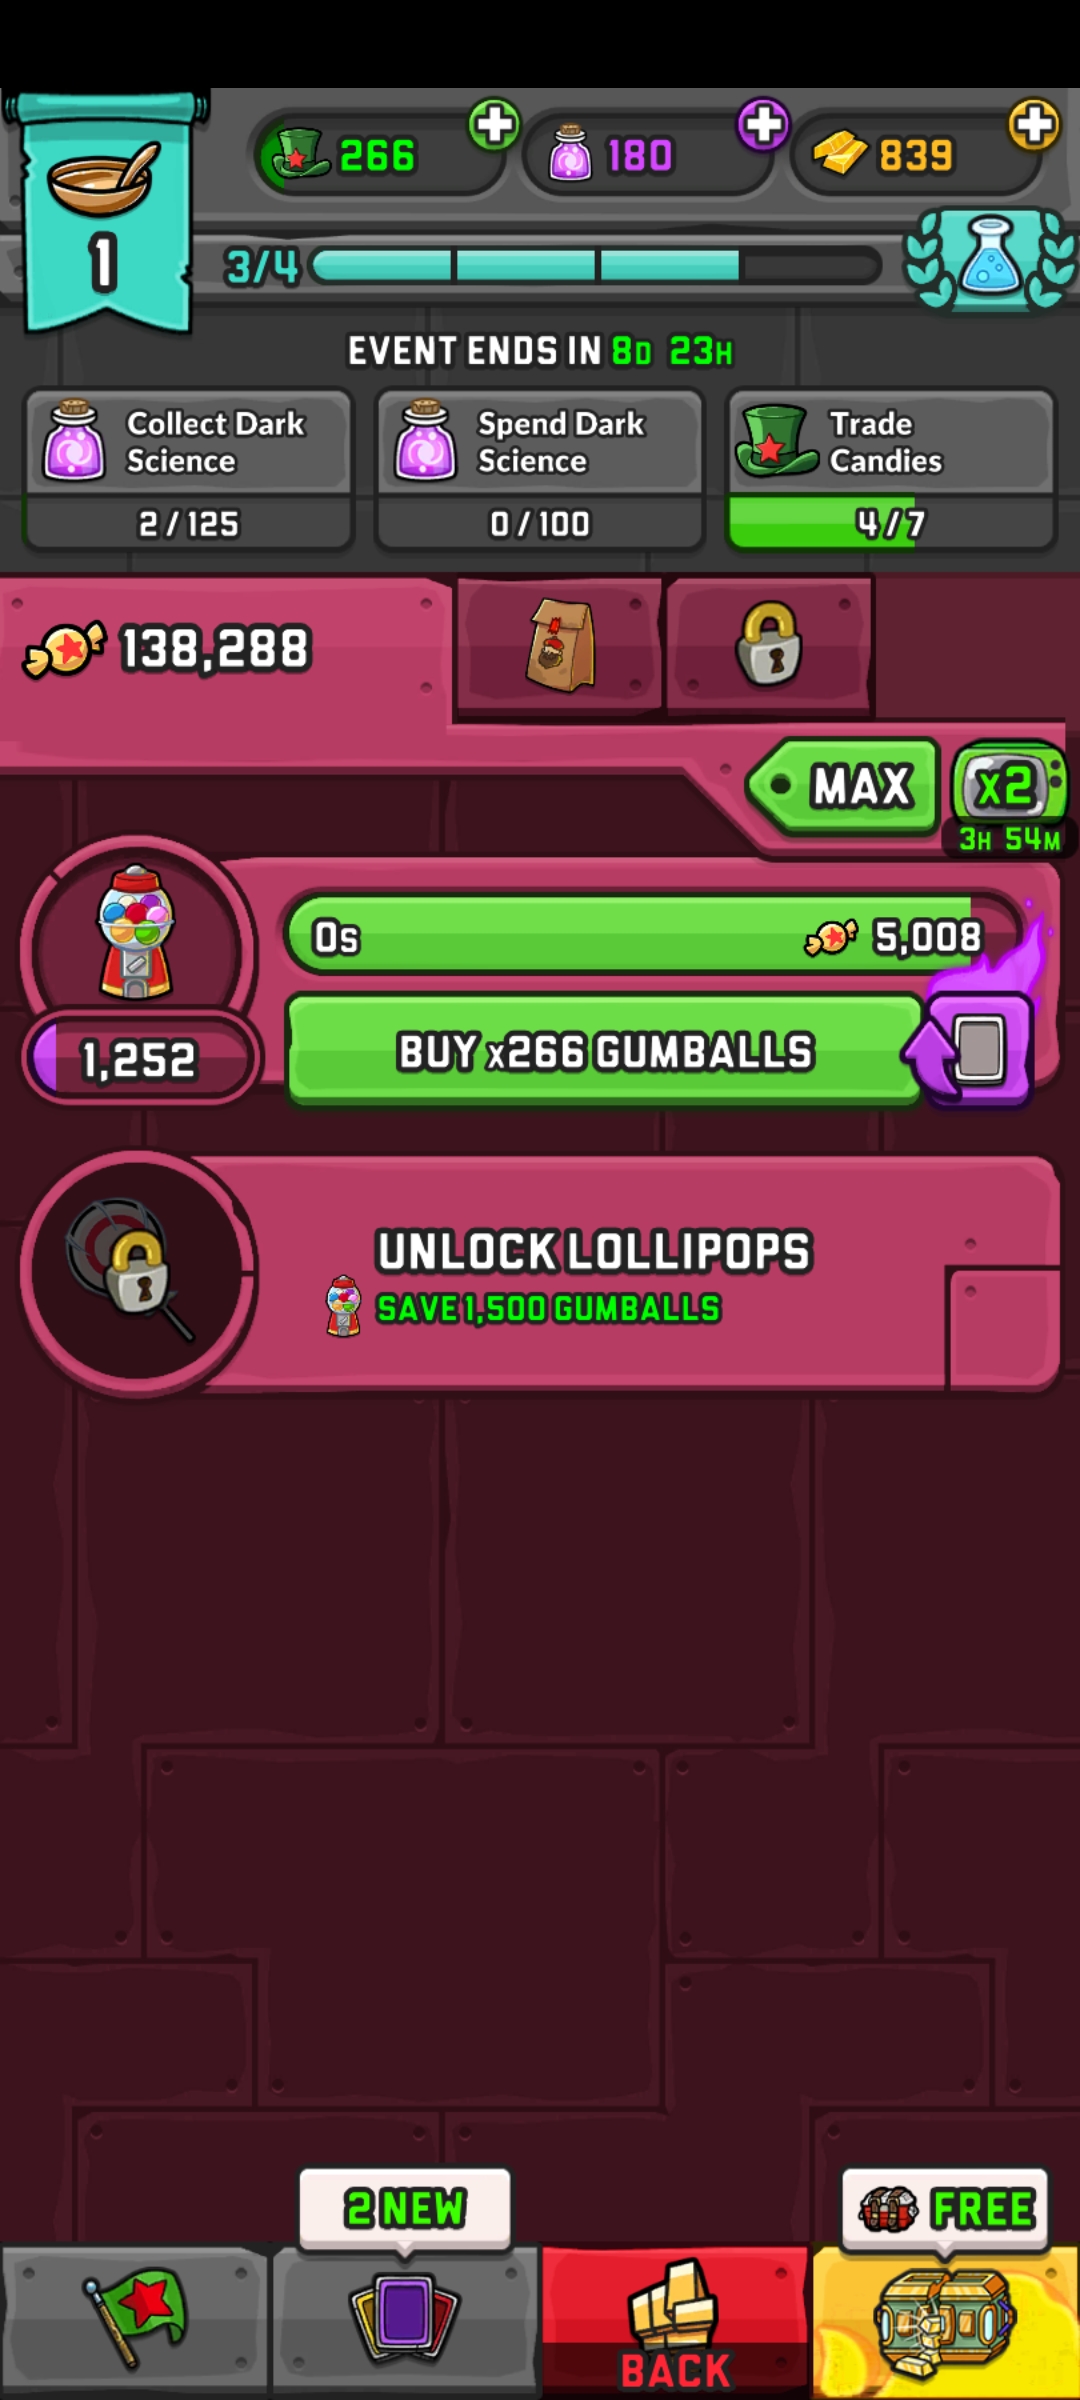 266
180
839
1
3/4
EVENT ENDS IN 8D 23H
Collect Dark
Science
2/125
Spend Dark
Science
0/100
Trade
Candies
4/7
138,288
MAX
x2
3H 54M
0s
5,008
1,252
BUY x266 GUMBALLS
UNLOCK LOLLIPOPS
SAVE 1,500 GUMBALLS
2 NEW
FREE
BACK